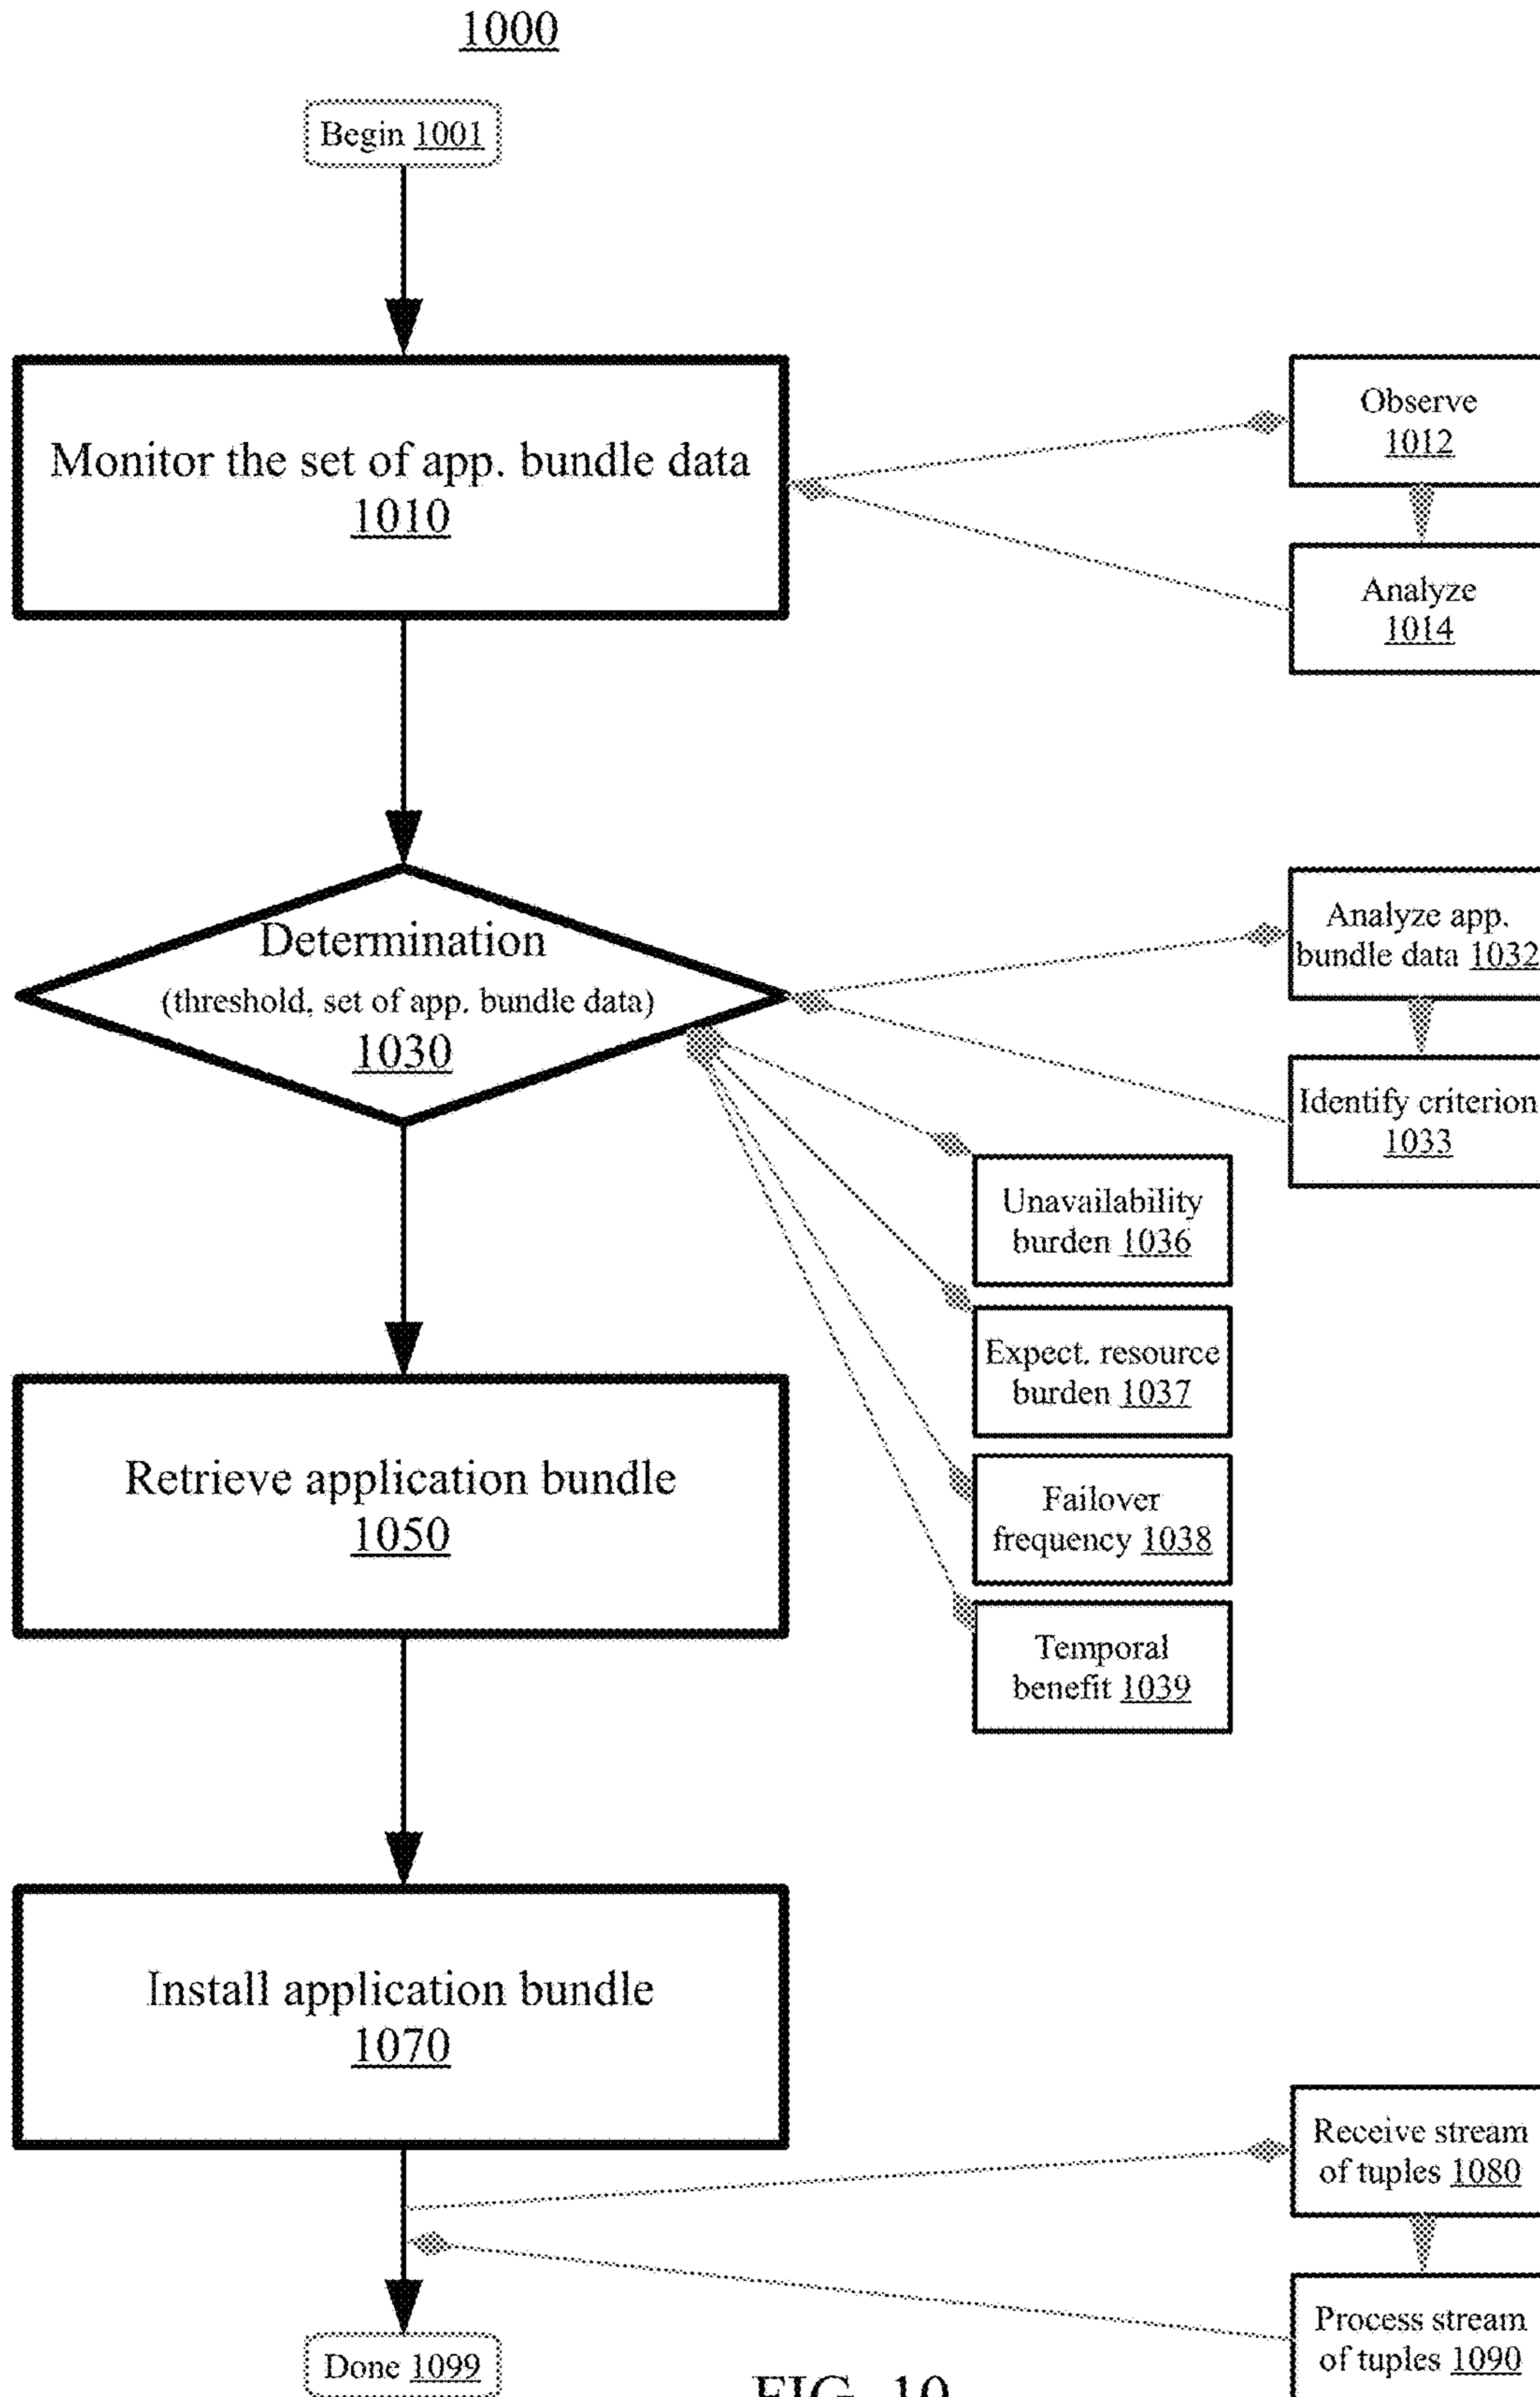 1000
Begin 1001
Monitor the set of app. bundle data
1010
Observe
1012
Analyze
1014
Determination
(threshold, set of app. bundle data)
1030
Analyze app.
bundle data 1032
Identify criterion
1033
Unavailability
burden 1036
Expect. resource
burden 1037
Failover
frequency 1038
Temporal
benefit 1039
Retrieve application bundle
1050
Install application bundle
1070
Receive stream
of tuples 1080
Process stream
of tuples 1090
Done 1099
FIG. 10